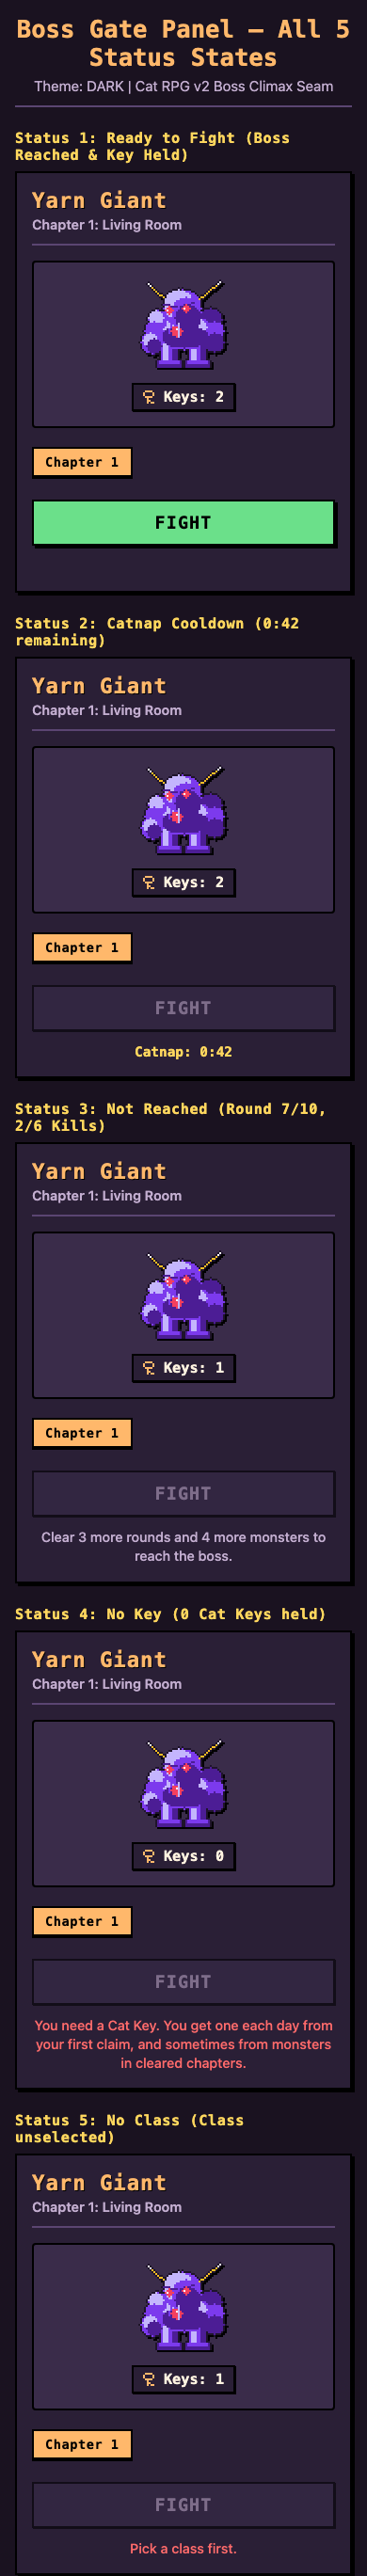 Boss Gate Panel — All 5
Status States
Theme: DARK | Cat RPG v2 Boss Climax Seam
Status 1: Ready to Fight (Boss
Reached & Key Held)
Yarn Giant
Chapter 1: Living Room
Keys: 2
Chapter 1
FIGHT
Status 2: Catnap Cooldown (0:42
remaining)
Yarn Giant
Chapter 1: Living Room
Keys: 2
Chapter 1
FIGHT
Catnap: 0:42
Status 3: Not Reached (Round 7/10,
2/6 Kills)
Yarn Giant
Chapter 1: Living Room
Keys: 1
Chapter 1
FIGHT
Clear 3 more rounds and 4 more monsters to
reach the boss.
Status 4: No Key (0 Cat Keys held)
Yarn Giant
Chapter 1: Living Room
Keys: 0
Chapter 1
FIGHT
You need a Cat Key. You get one each day from
your first claim, and sometimes from monsters
in cleared chapters.
Status 5: No Class (Class
unselected)
Yarn Giant
Chapter 1: Living Room
Keys: 1
Chapter 1
FIGHT
Pick a class first.